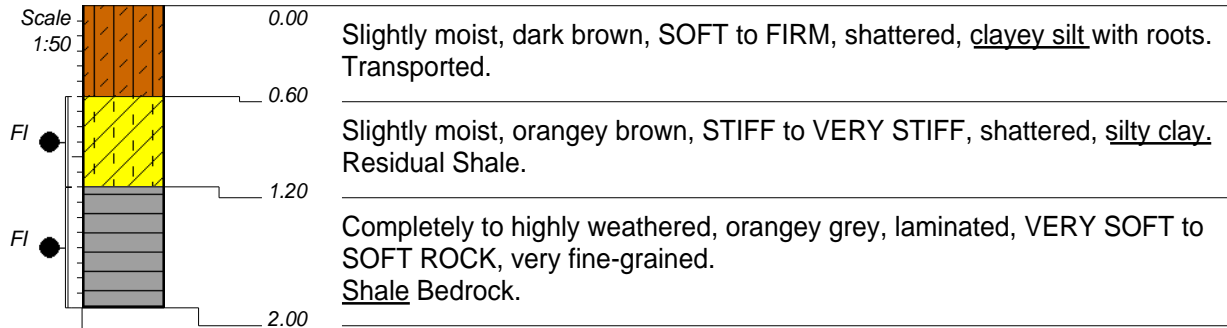 Scale
1:50
0.00
Slightly moist, dark brown, SOFT to FIRM, shattered, clayey silt with roots.
Transported.
0.60
FI
Slightly moist, orangey brown, STIFF to VERY STIFF, shattered, silty clay.
Residual Shale.
1.20
FI
Completely to highly weathered, orangey grey, laminated, VERY SOFT to
SOFT ROCK, very fine-grained.
Shale Bedrock.
2.00